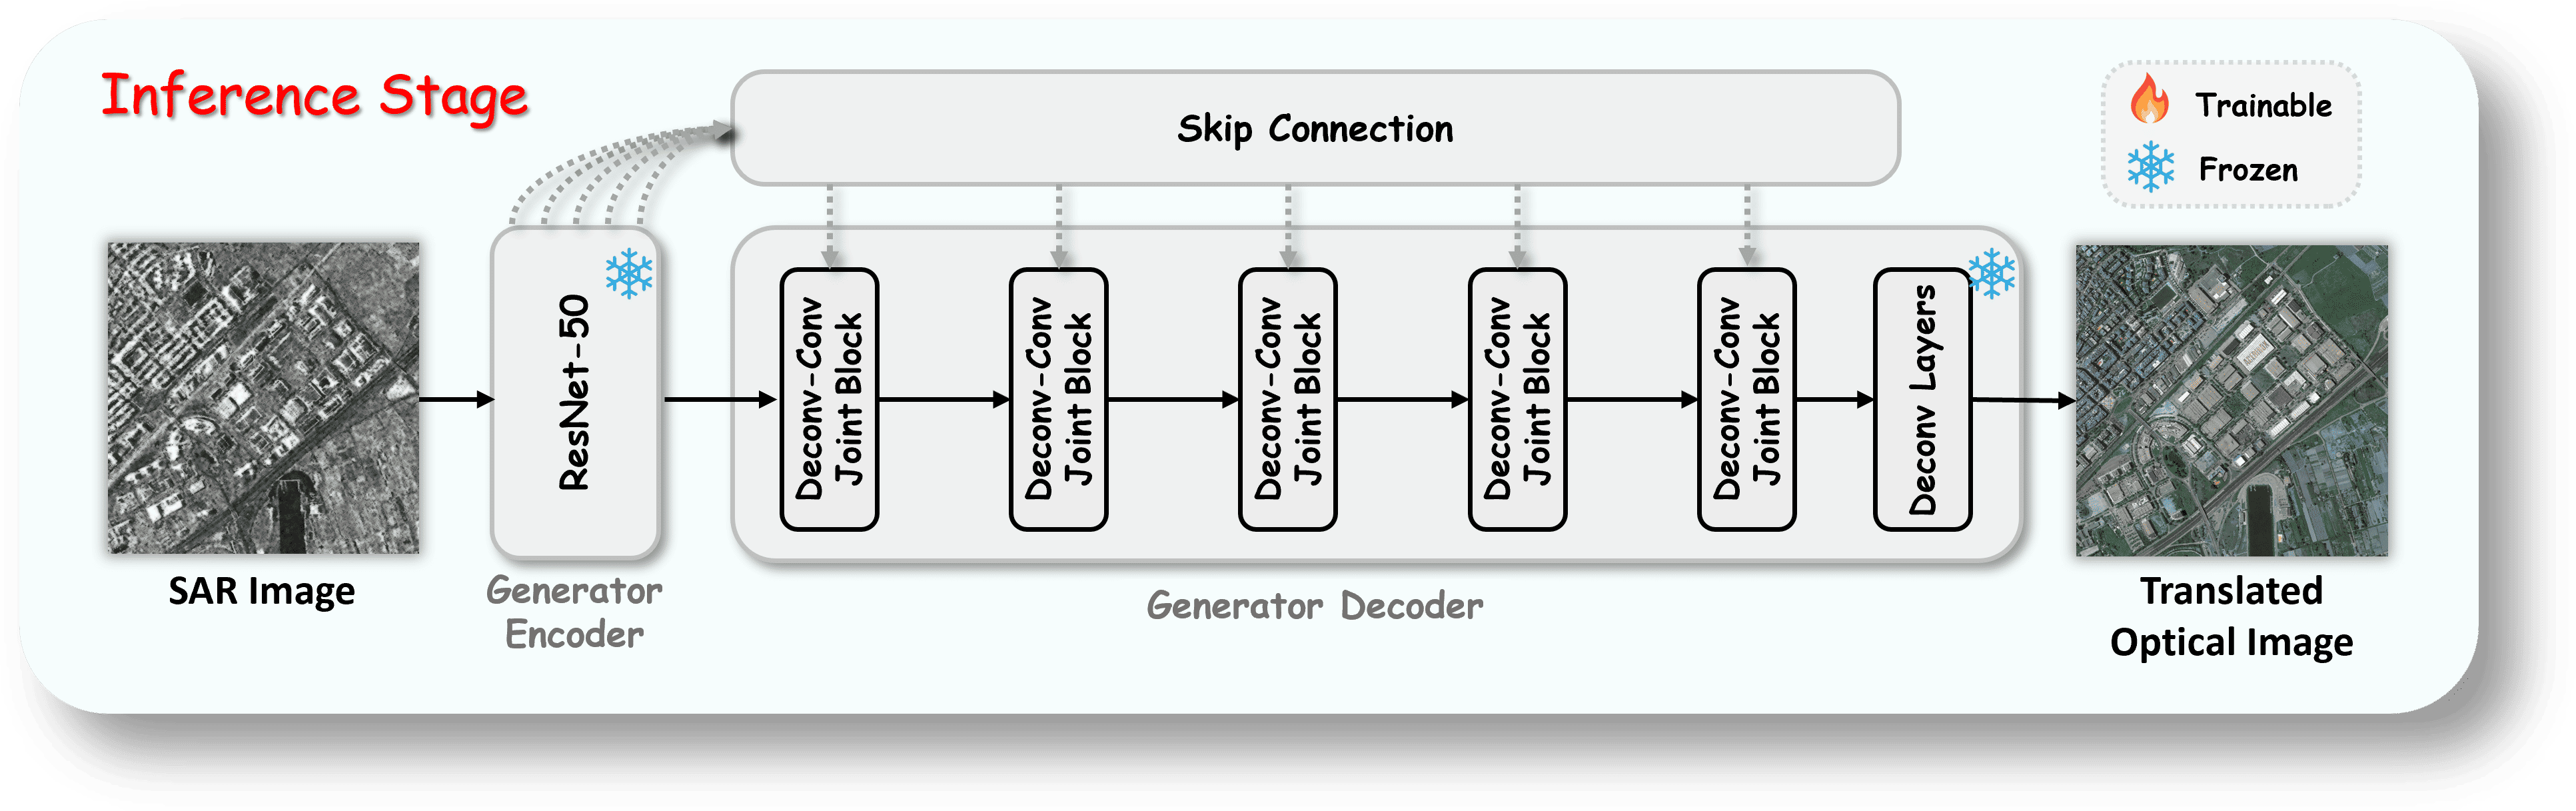 Inference Stage
Skip Connection
Trainable
Frozen
ResNet-50
Deconv-Conv
Joint Block
Deconv-Conv
Joint Block
Deconv-Conv
Joint Block
Deconv-Conv
Joint Block
Deconv-Conv
Joint Block
Deconv Layers
SAR Image
Generator
Encoder
Generator Decoder
Translated
Optical Image